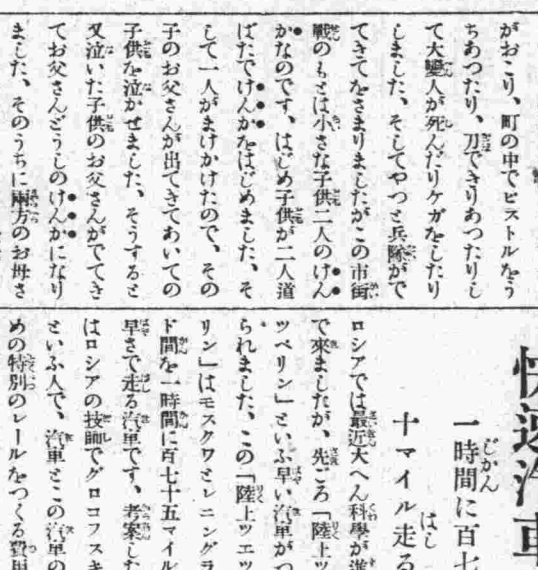 がおこり、町の中でピストルをう
ちあつたり、刀できりあつたりし
て大變人が死んだりケガをしたり
しました、そしてやつと兵隊がで
てきてをさまりましたがこの市街
戰のもとは小さな子供二人のけん
かなのです、はじめ子供が二人道
ばたでけんかをはじめました、そ
して一人がまけかけたので、その
子のお父さんが出てきてあいての
子供を泣かせました、そうすると
又泣いた子供のお父さんがでてき
てお父さんどうしのけんかになり
ました、そのうちに兩方のお母さ
快速汽車
一時間に百七
十マイル走る
ロシアでは最近大へん科學が進
で來ましたが、先ごろ「陸上ツ
ツペリン」といふ早い汽車がつ
られました、この「陸上ツエツ
リン」はモスクワとレニングラ
ド間を一時間に百七十五マイル
早さで走る汽車です、考案した
はロシアの技師でグロコフスキ
といふ人で、汽車とこの汽車の
めの特別のレールをつくる費用